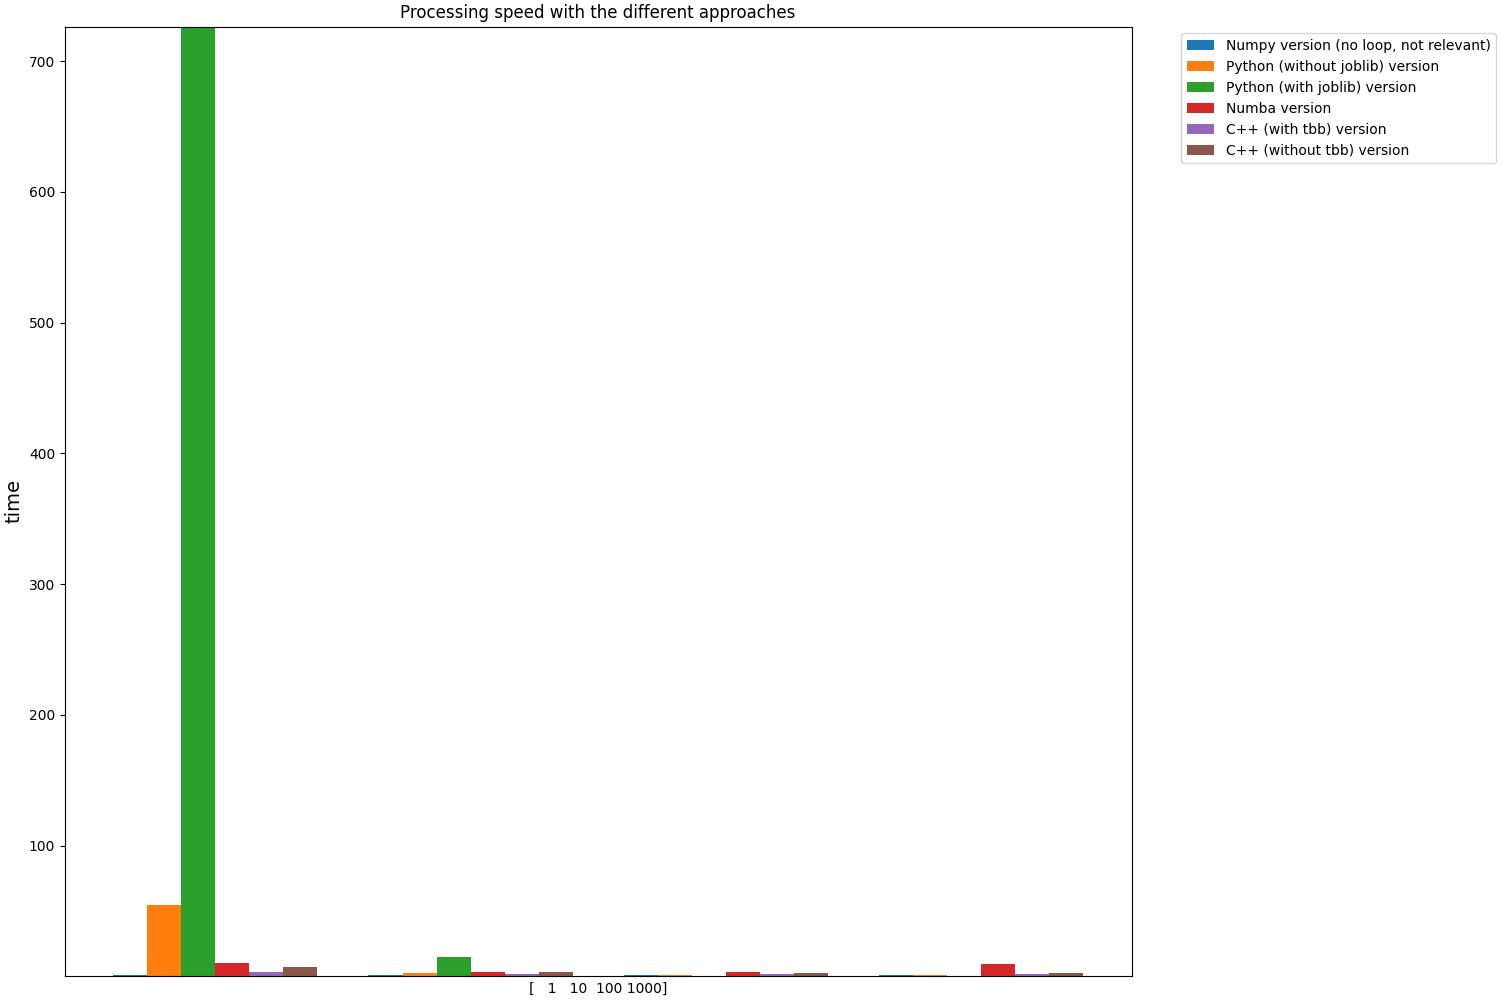 Processing speed with the different approaches
700
600
500
400
300
200
100
time
[   1   10  100 1000]
Numpy version (no loop, not relevant)
Python (without joblib) version
Python (with joblib) version
Numba version
C++ (with tbb) version
C++ (without tbb) version